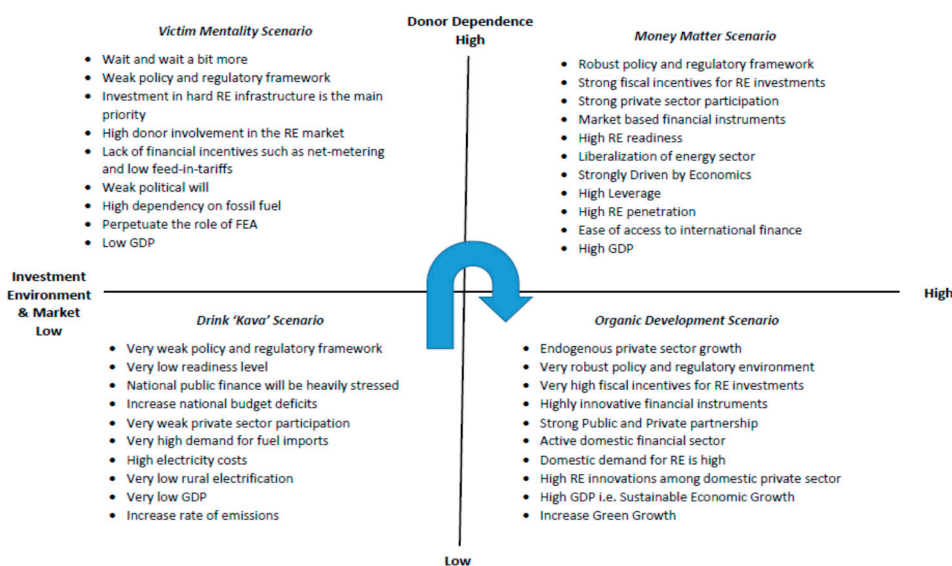 Donor Dependence
High
Victim Mentality Scenario
• Wait and wait a bit more
• Weak policy and regulatory framework
• Investment in hard RE infrastructure is the main
priority
• High donor involvement in the RE market
• Lack of financial incentives such as net-metering
and low feed-in-tariffs
• Weak political will
• High dependency on fossil fuel
• Perpetuate the role of FEA
• Low GDP
Money Matter Scenario
• Robust policy and regulatory framework
• Strong fiscal incentives for RE investments
• Strong private sector participation
• Market based financial instruments
• High RE readiness
• Liberalization of energy sector
• Strongly Driven by Economics
• High Leverage
• High RE penetration
• Ease of access to international finance
• High GDP
Investment
Environment
& Market
Low
High
Drink ‘Kava’ Scenario
• Very weak policy and regulatory framework
• Very low readiness level
• National public finance will be heavily stressed
• Increase national budget deficits
• Very weak private sector participation
• Very high demand for fuel imports
• High electricity costs
• Very low rural electrification
• Very low GDP
• Increase rate of emissions
Organic Development Scenario
• Endogenous private sector growth
• Very robust policy and regulatory environment
• Very high fiscal incentives for RE investments
• Highly innovative financial instruments
• Strong Public and Private partnership
• Active domestic financial sector
• Domestic demand for RE is high
• High RE innovations among domestic private sector
• High GDP i.e. Sustainable Economic Growth
• Increase Green Growth
Low